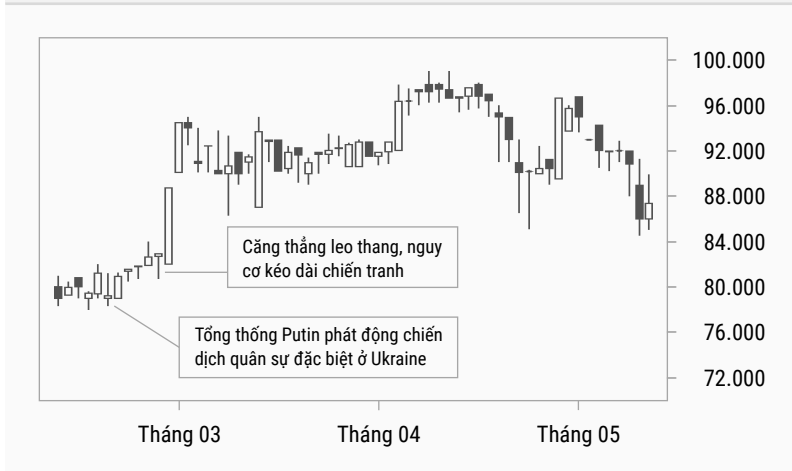 100.000
96.000
92.000
88.000
84.000
80.000
76.000
72.000
Căng thẳng leo thang, nguy
cơ kéo dài chiến tranh
Tổng thống Putin phát động chiến
dịch quân sự đặc biệt ở Ukraine
Tháng 03
Tháng 04
Tháng 05